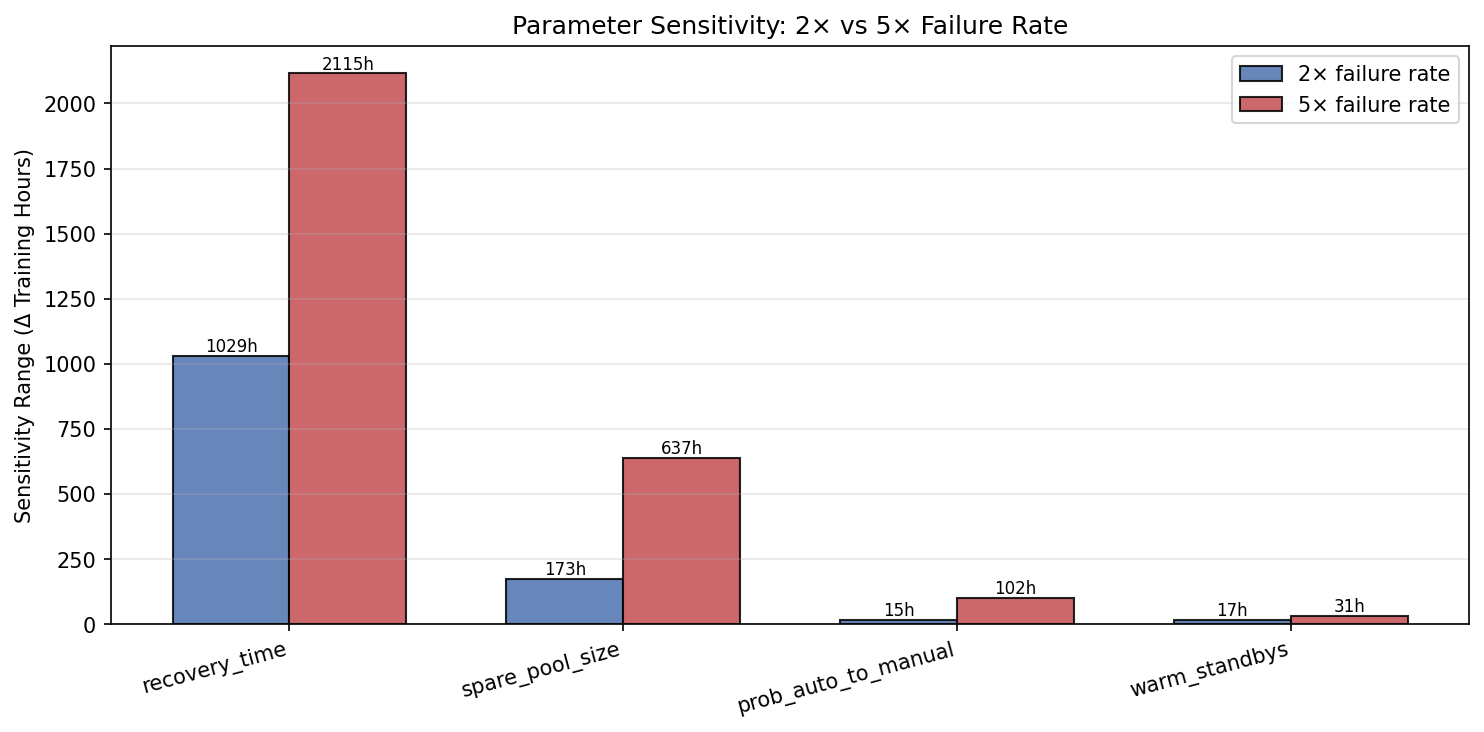 Parameter Sensitivity: 2× vs 5× Failure Rate
2× failure rate
5× failure rate
Sensitivity Range (Δ Training Hours)
2000
1750
1500
1250
1000
750
500
250
0
1029h
2115h
173h
637h
15h
102h
17h
31h
recovery_time
spare_pool_size
prob_auto_to_manual
warm_standbys